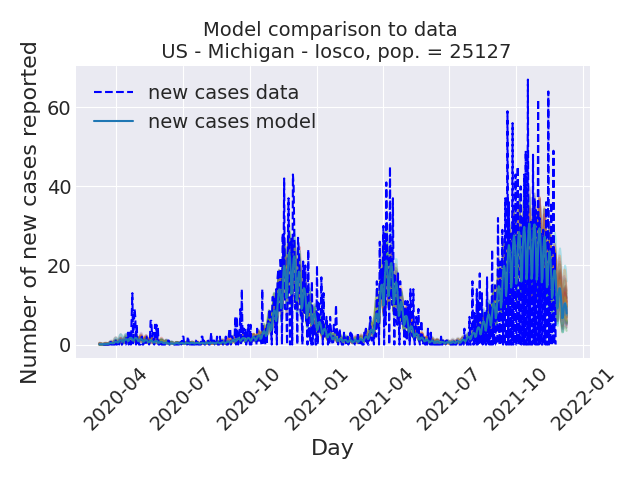 Model comparison to data
US - Michigan - Iosco, pop. = 25127
Number of new cases reported
new cases data
new cases model
60
40
20
0
2020-04
2020-07
2020-10
2021-01
2021-04
2021-07
2021-10
2022-01
Day